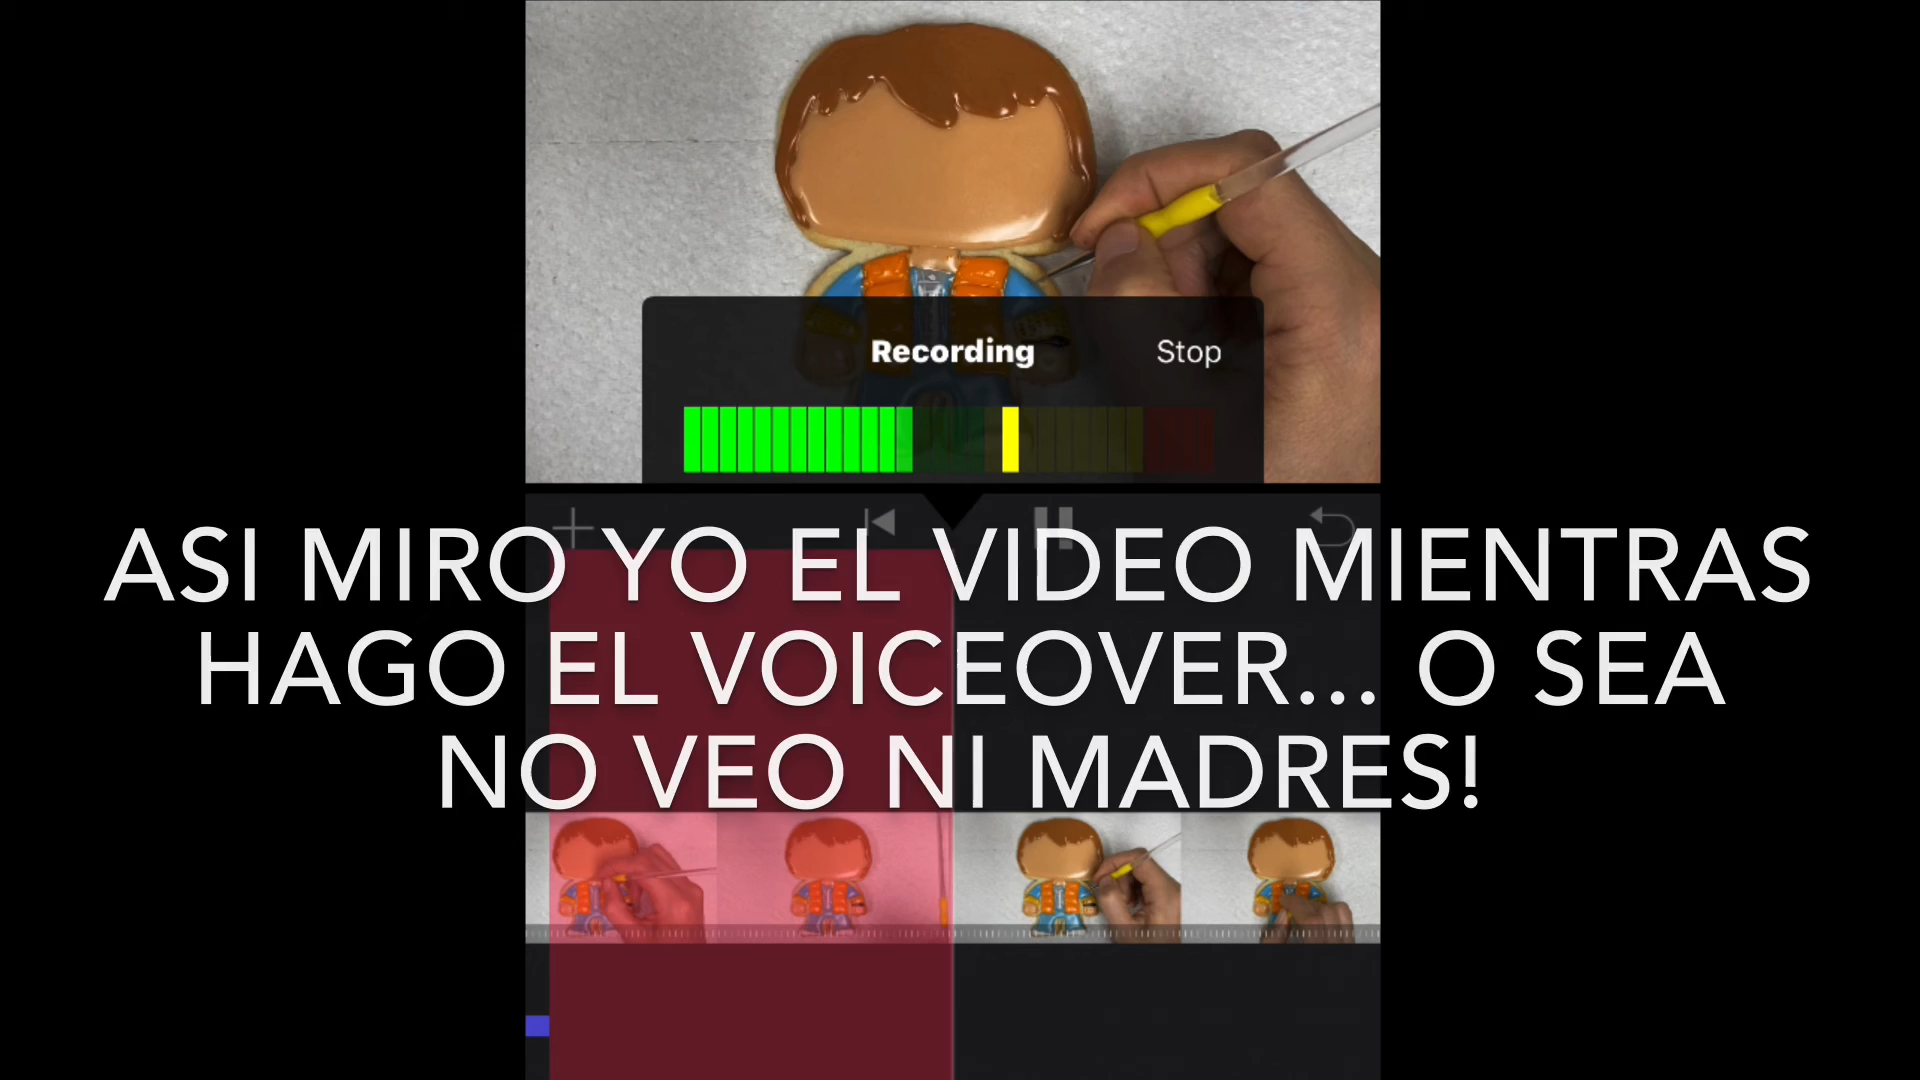 Recording
Stop
ASI MIRO YO EL VIDEO MIENTRAS
HAGO EL VOICEOVER... O SEA
NO VEO NI MADRES!